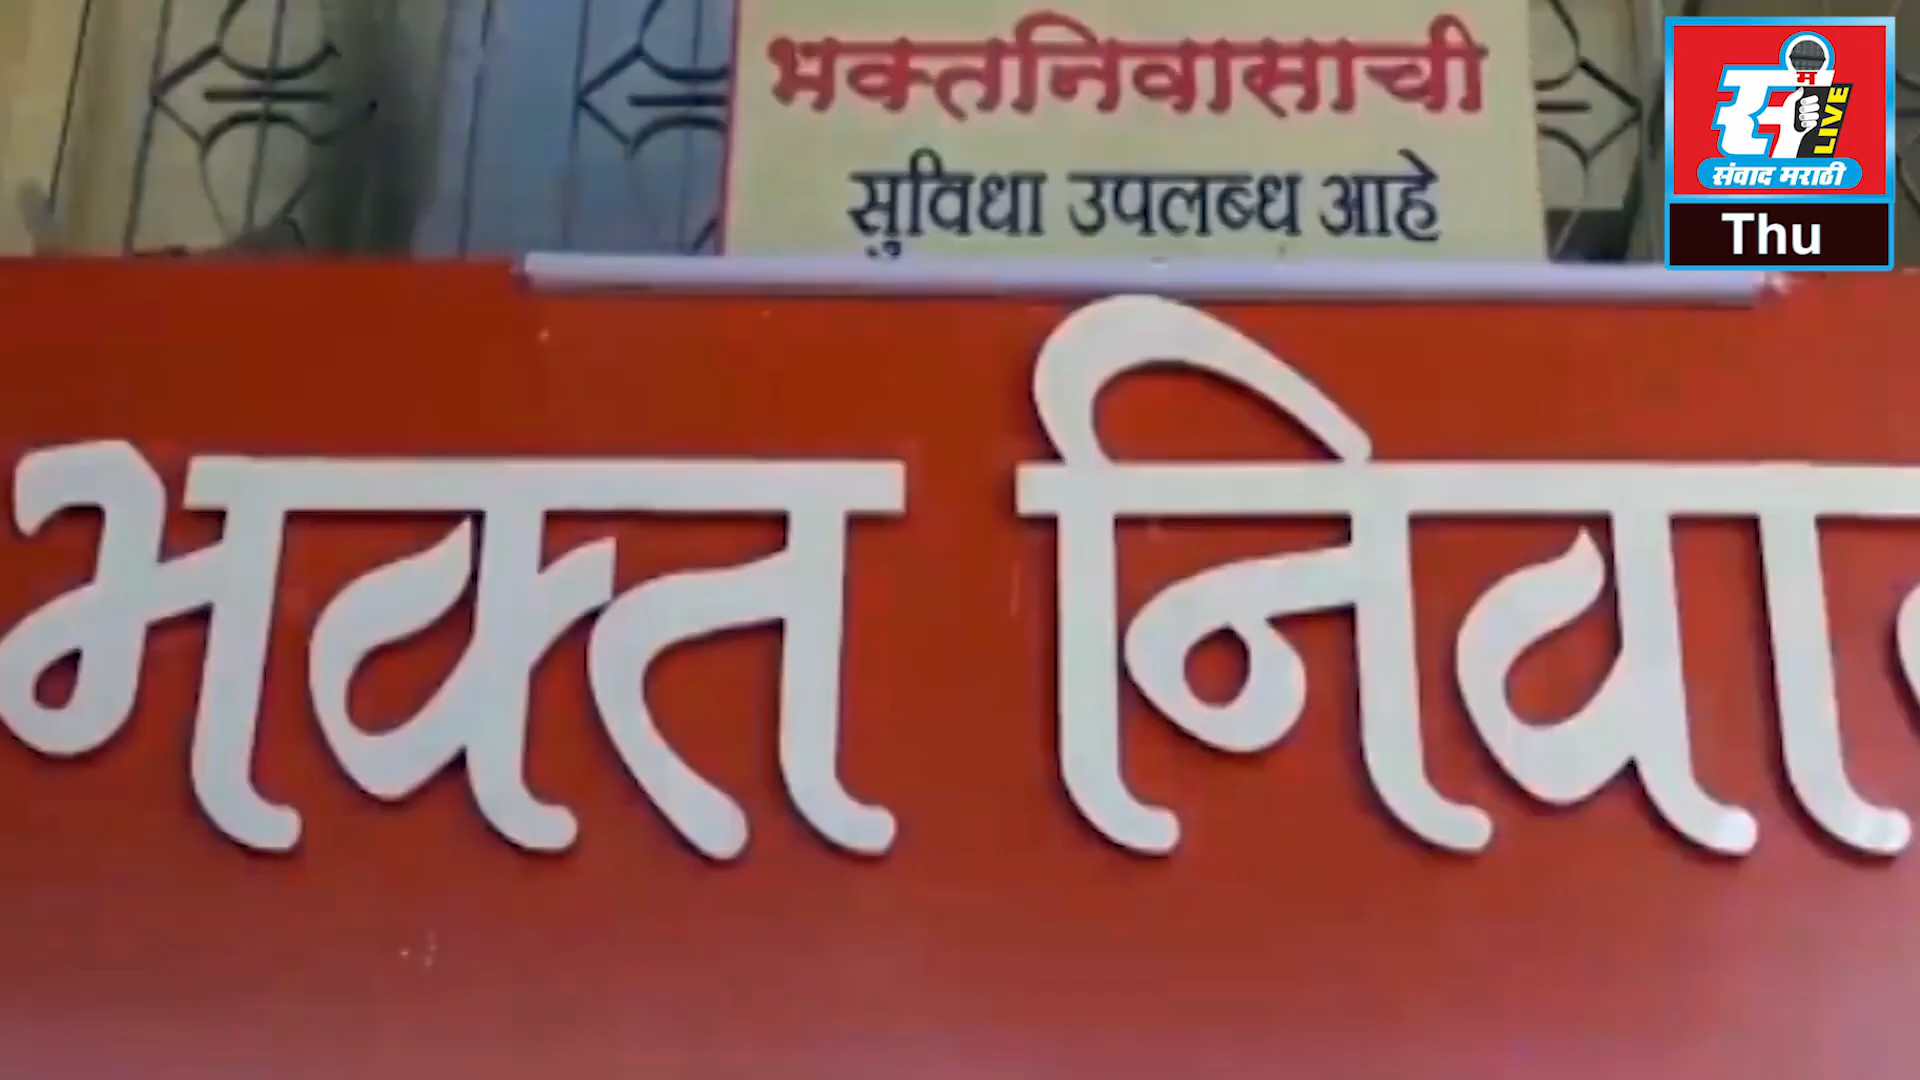 भक्तनिवासाची
सुविधा उपलब्ध आहे
भक्त निवा
स म
LIVE
संवाद मराठी
Thu